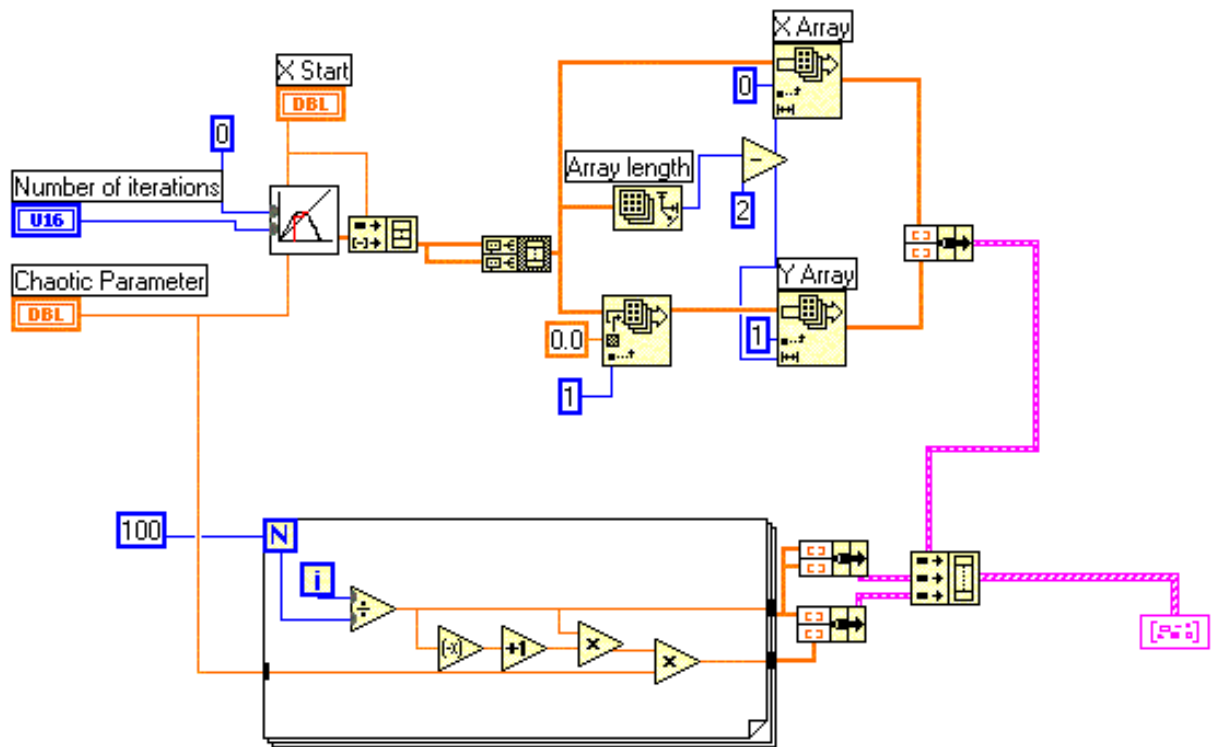 X Array
X Start
DBL
0
0
Number of iterations
U16
Array length
-
2
Chaotic Parameter
DBL
Y Array
0.0
1
1
100
N
i
÷
(-x)
+1
×
×